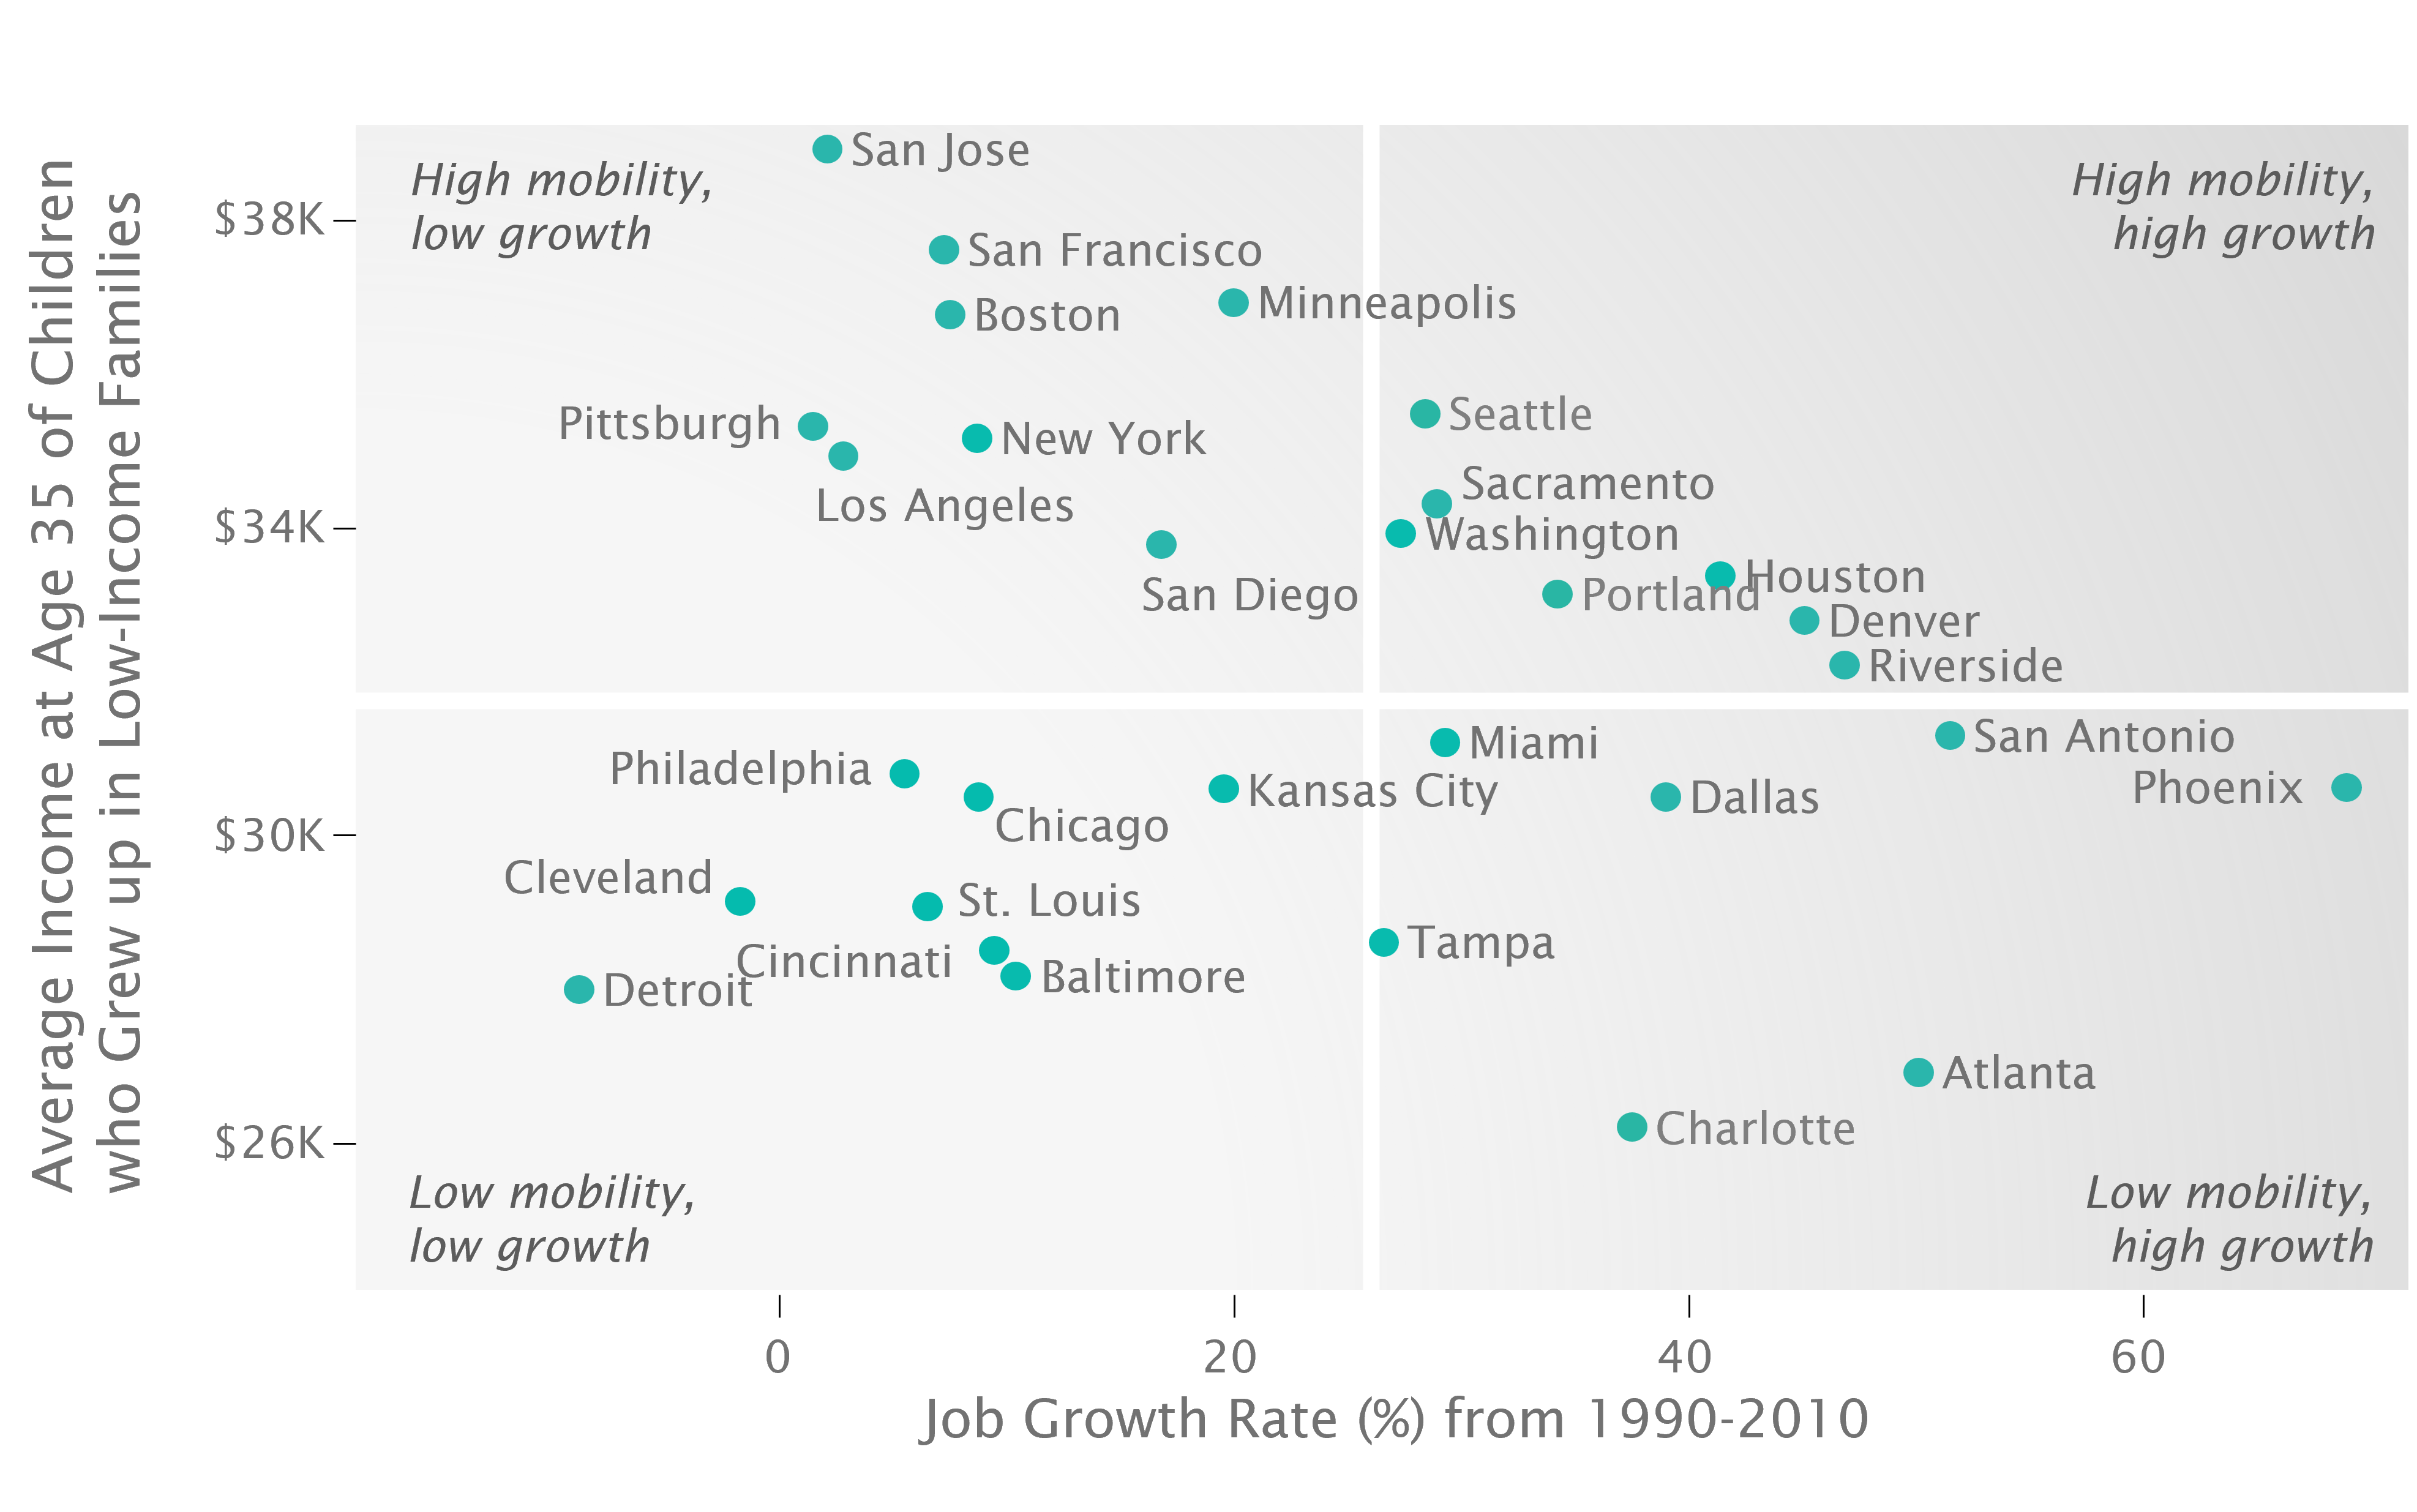 Average Income at Age 35 of Children
who Grew up in Low-Income Families
$38K
$34K
$30K
$26K
High mobility,
low growth
High mobility,
high growth
San Jose
San Francisco
Boston
Minneapolis
Pittsburgh
New York
Los Angeles
San Diego
Seattle
Sacramento
Washington
Houston
Portland
Denver
Riverside
Philadelphia
Chicago
Kansas City
Cleveland
St. Louis
Cincinnati
Baltimore
Detroit
Miami
San Antonio
Dallas
Phoenix
Tampa
Atlanta
Charlotte
Low mobility,
low growth
Low mobility,
high growth
0
20
40
60
Job Growth Rate (%) from 1990-2010